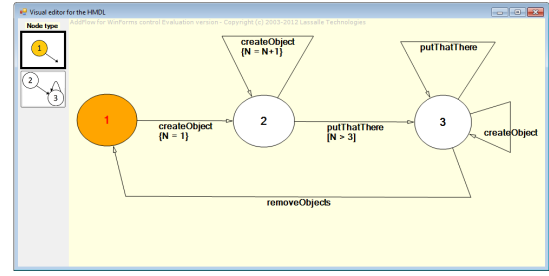 Visual editor for the HMDL
Node type
AddFlow for WinForms control Evaluation version - Copyright (c) 2003-2012 Lassalle Technologies
1
2
3
createObject
{N = N+1}
putThatThere
1
createObject
{N = 1}
2
putThatThere
[N > 3]
3
createObject
removeObjects